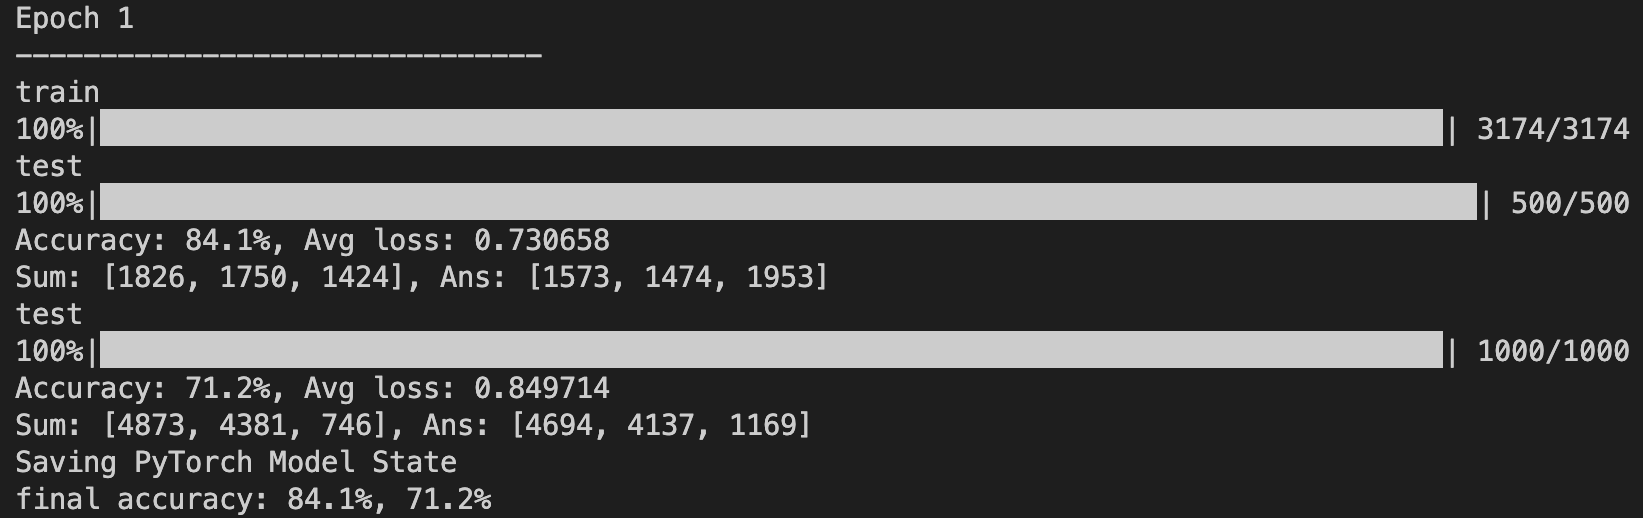 Epoch 1
-------------------------------
train
100%|██████████| 3174/3174
test
100%|██████████| 500/500
Accuracy: 84.1%, Avg loss: 0.730658
Sum: [1826, 1750, 1424], Ans: [1573, 1474, 1953]
test
100%|██████████| 1000/1000
Accuracy: 71.2%, Avg loss: 0.849714
Sum: [4873, 4381, 746], Ans: [4694, 4137, 1169]
Saving PyTorch Model State
final accuracy: 84.1%, 71.2%